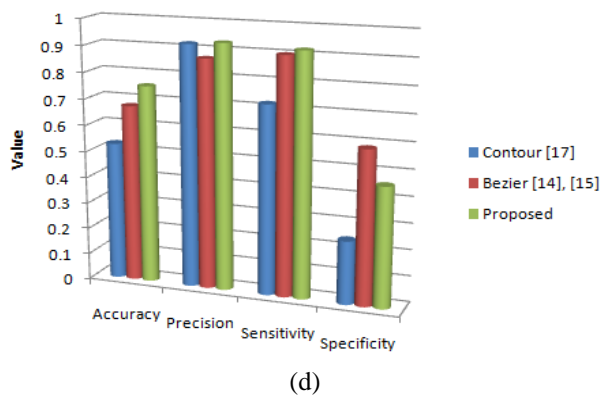 1
0.9
0.8
0.7
0.6
0.5
0.4
0.3
0.2
0.1
0
Value
Accuracy
Precision
Sensitivity
Specificity
Contour [17]
Bezier [14], [15]
Proposed
(d)